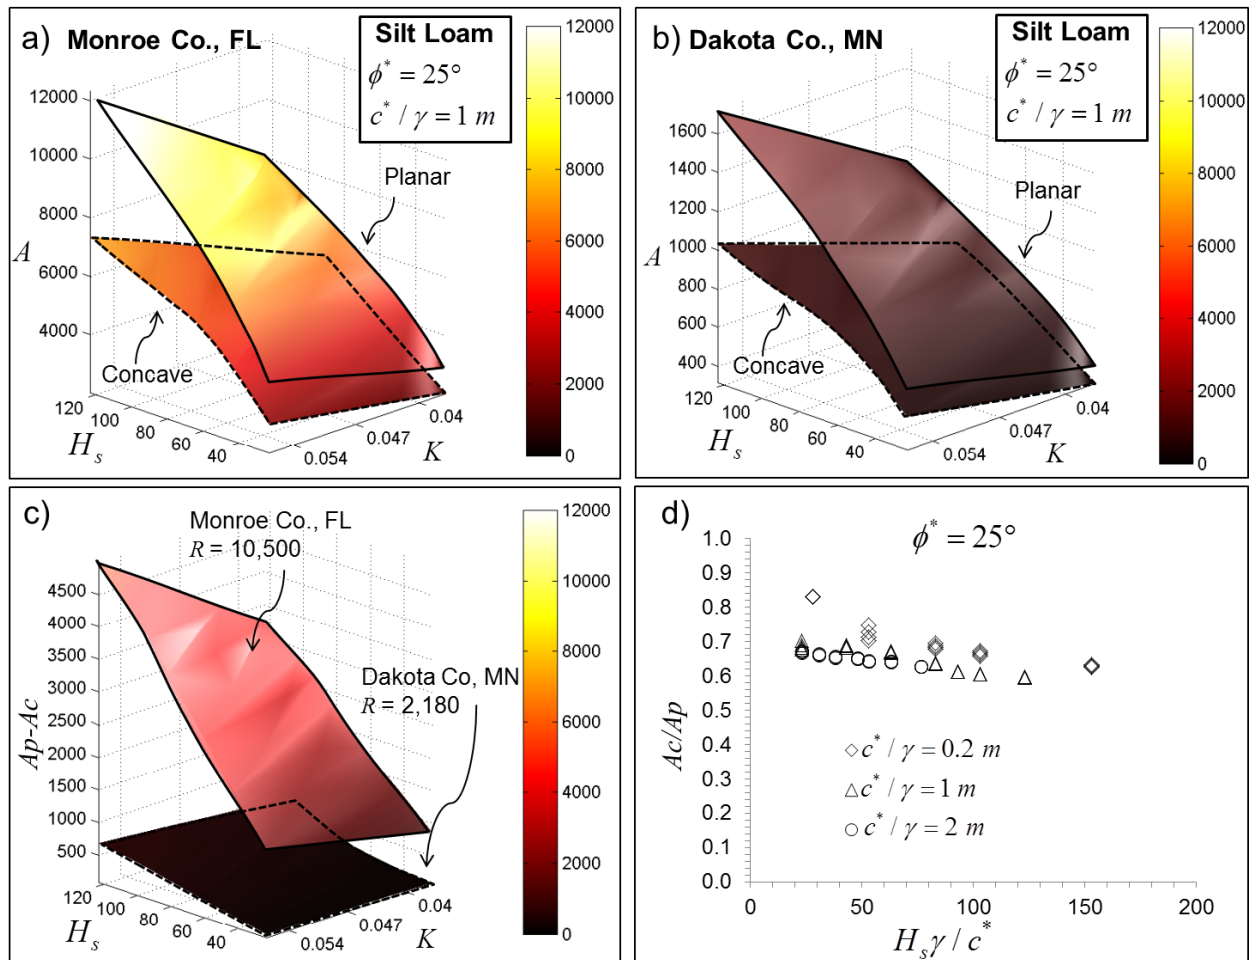 a) Monroe Co., FL
Silt Loam
ϕ* = 25°
c* / γ = 1 m
12000
10000
8000
6000
4000
A
Planar
Concave
120
100
80
60
40
H_s
0.054
0.047
0.04
K
12000
10000
8000
6000
4000
2000
0
b) Dakota Co., MN
Silt Loam
ϕ* = 25°
c* / γ = 1 m
1600
1400
1200
1000
800
600
400
A
Planar
Concave
120
100
80
60
40
H_s
0.054
0.047
0.04
K
12000
10000
8000
6000
4000
2000
0
c)
Monroe Co., FL
R = 10,500
Dakota Co, MN
R = 2,180
4500
4000
3500
3000
2500
2000
1500
1000
500
Ap-Ac
120
100
80
60
40
H_s
0.054
0.047
0.04
K
12000
10000
8000
6000
4000
2000
0
d)
ϕ* = 25°
1.0
0.9
0.8
0.7
0.6
0.5
0.4
0.3
0.2
0.1
0.0
Ac/Ap
c* / γ = 0.2 m
c* / γ = 1 m
c* / γ = 2 m
0 50 100 150 200
H_s γ / c*